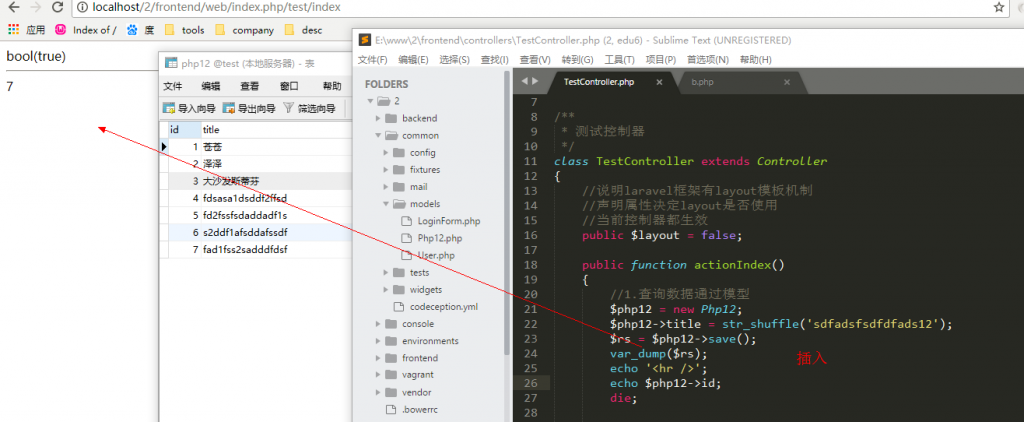 localhost/2/frontend/web/index.php/test/index
应用
Index of /
度
tools
company
desc
bool(true)
7
php12 @test (本地服务器) - 表
文件 编辑 查看 窗口 帮助
导入向导 导出向导 筛选向导
id title
1 苍苍
2 泽泽
3 大沙发斯蒂芬
4 fdsasa1dsddf2ffsd
5 fd2fssfsdaddadf1s
6 s2ddf1afsddafssdf
7 fad1fss2sadddfdsf
E:\www\2\frontend\controllers\TestController.php (2, edu6) - Sublime Text (UNREGISTERED)
文件(F) 编辑(E) 选择(S) 查找(I) 查看(V) 转到(G) 工具(T) 项目(P) 首选项(N) 帮助(H)
FOLDERS
2
backend
common
config
fixtures
mail
models
LoginForm.php
Php12.php
User.php
tests
widgets
codeception.yml
console
environments
frontend
vagrant
vendor
.bowerrc
TestController.php
b.php
7
8 /**
9 * 测试控制器
10 */
11 class TestController extends Controller
12 {
13 //说明laravel框架有layout模板机制
14 //声明属性决定layout是否使用
15 //当前控制器都生效
16 public $layout = false;
17
18 public function actionIndex()
19 {
20 //1.查询数据通过模型
21 $php12 = new Php12;
22 $php12->title = str_shuffle('sdfadsfsdfdfads12');
23 $rs = $php12->save();
24 var_dump($rs);
25 echo '<hr />';
26 echo $php12->id;
27 die;
28
插入